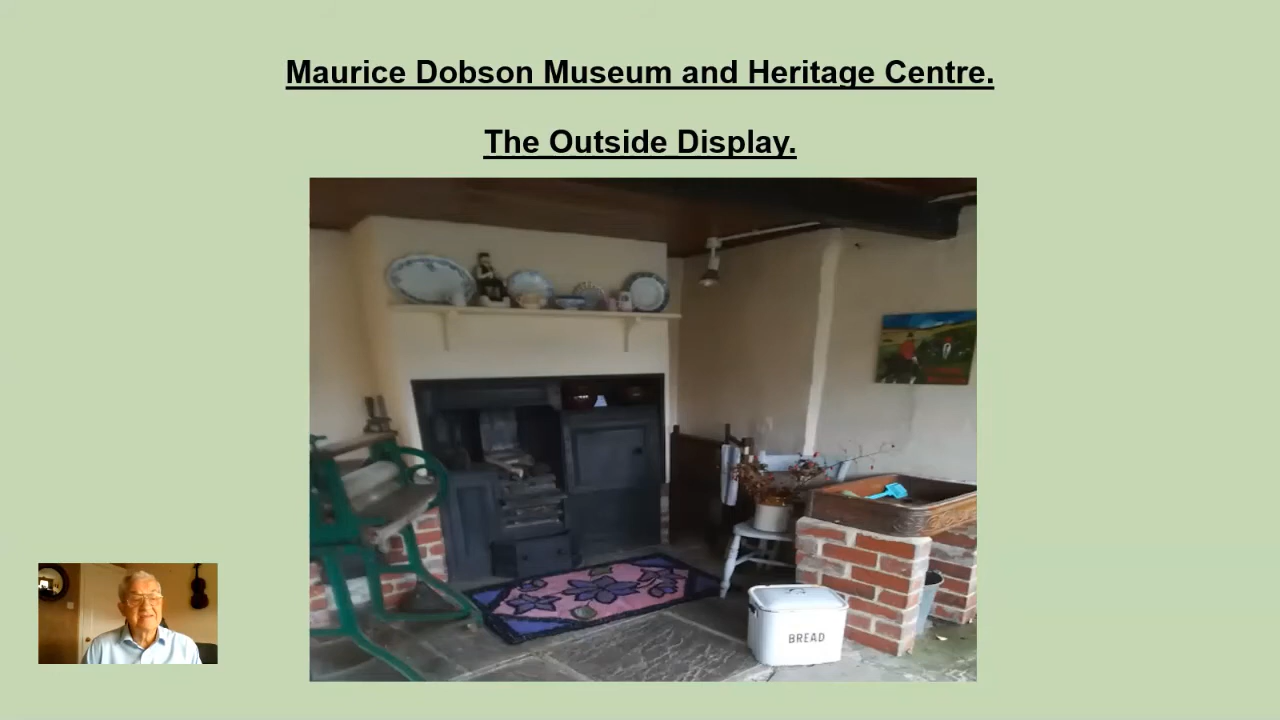 Maurice Dobson Museum and Heritage Centre.
The Outside Display.
BREAD